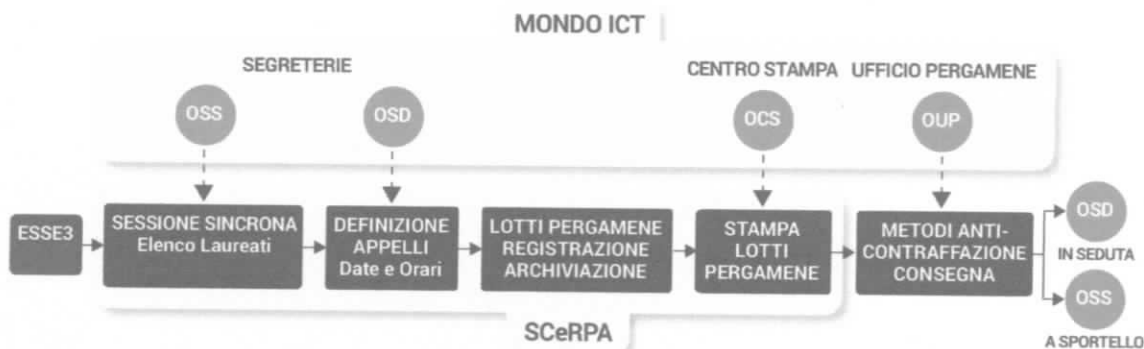 MONDO ICT
SEGRETERIE
CENTRO STAMPA
UFFICIO PERGAMENE
OSS
OSD
OCS
OUP
ESSE3
SESSIONE SINCRONA
Elenco Laureati
DEFINIZIONE
APPELLI
Date e Orari
LOTTI PERGAMENE
REGISTRAZIONE
ARCHIVIAZIONE
STAMPA
LOTTI
PERGAMENE
METODI ANTI-
CONTRAFFAZIONE
CONSEGNA
OSD
IN SEDUTA
OSS
A SPORTELLO
SCeRPA